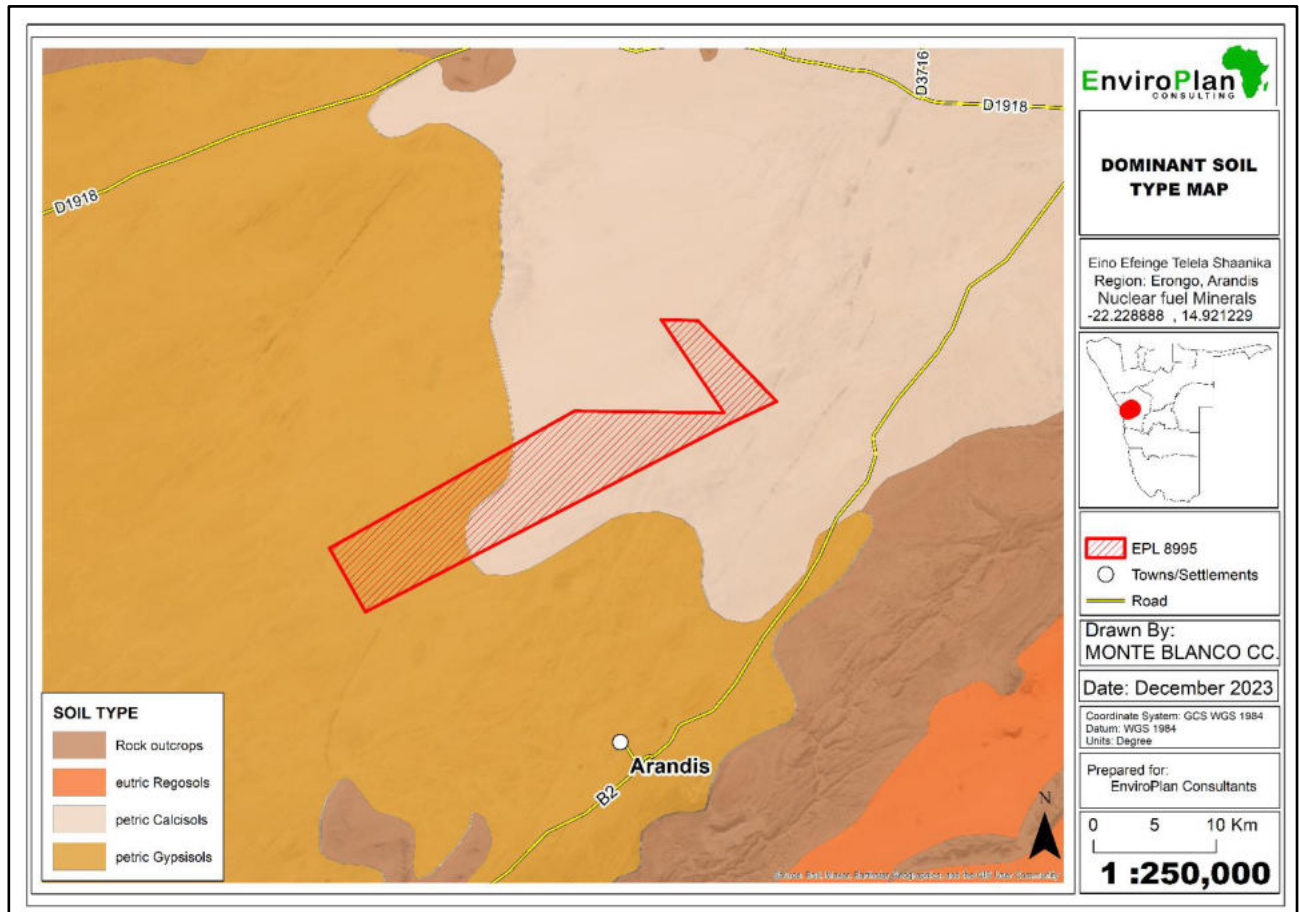 D3716
D1918
D1918
Arandis
B2
N
SOIL TYPE
Rock outcrops
eutric Regosols
petric Calcisols
petric Gypsisols
EnviroPlan
CONSULTING
DOMINANT SOIL
TYPE MAP
Eino Efeinge Telela Shaanika
Region: Erongo, Arandis
Nuclear fuel Minerals
-22.228888 , 14.921229
EPL 8995
Towns/Settlements
Road
Drawn By:
MONTE BLANCO CC.
Date: December 2023
Coordinate System: GCS WGS 1984
Datum: WGS 1984
Units: Degree
Prepared for:
EnviroPlan Consultants
0 5 10 Km
1 :250,000